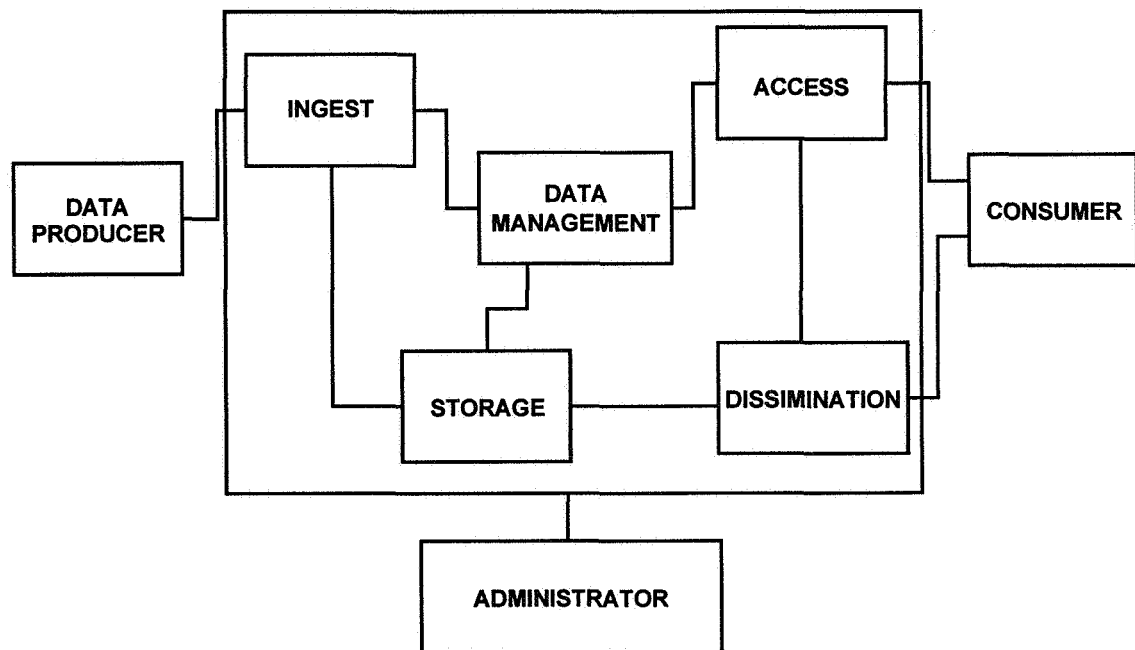 INGEST
ACCESS
DATA
PRODUCER
DATA
MANAGEMENT
CONSUMER
STORAGE
DISSIMINATION
ADMINISTRATOR